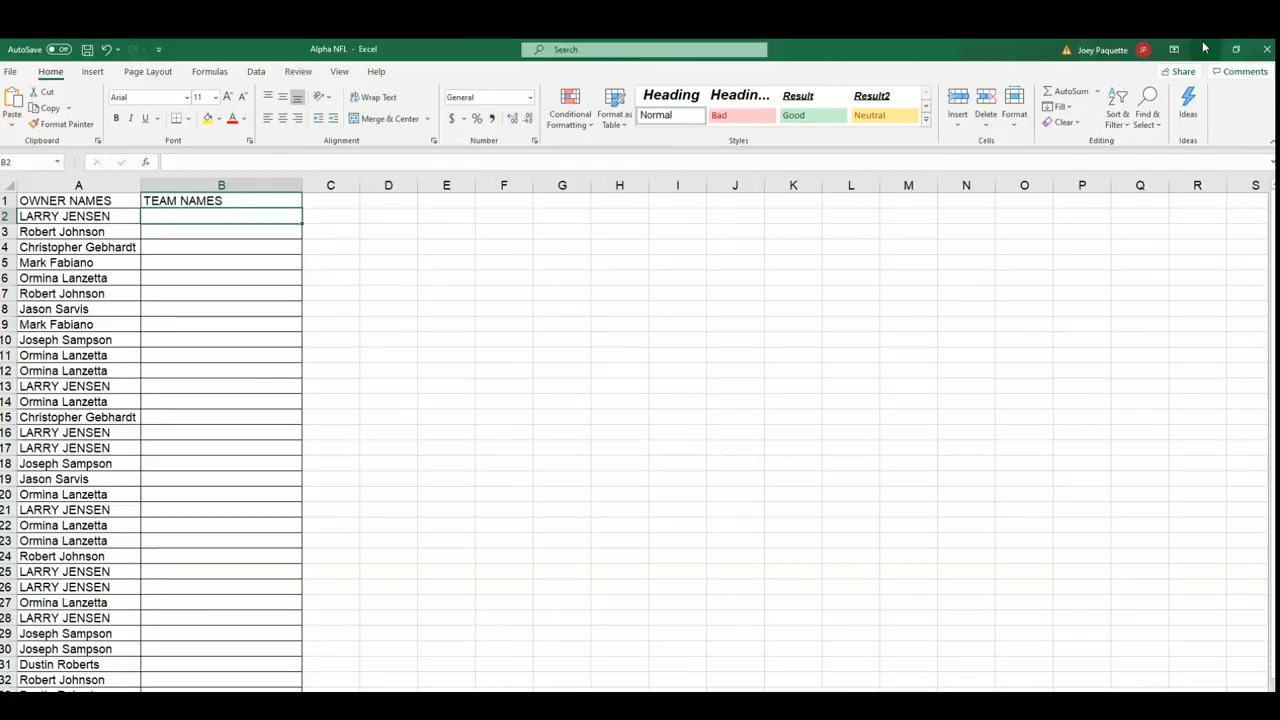 AutoSave Off Alpha NFL - Excel Search Joey Paquette JP
File Home Insert Page Layout Formulas Data Review View Help Share Comments
Paste Cut Copy Format Painter Clipboard
Arial 11 A A B I U A Font
Wrap Text Merge & Center Alignment
General $ % , Number
Conditional Formatting Format as Table Heading Headin... Result Result2 Normal Bad Good Neutral Styles
Insert Delete Format Cells
AutoSum Fill Clear Sort & Filter Find & Select Editing
Ideas Ideas
B2 fx
A B C D E F G H I J K L M N O P Q R S
1 OWNER NAMES TEAM NAMES
2 LARRY JENSEN
3 Robert Johnson
4 Christopher Gebhardt
5 Mark Fabiano
6 Ormina Lanzetta
7 Robert Johnson
8 Jason Sarvis
9 Mark Fabiano
10 Joseph Sampson
11 Ormina Lanzetta
12 Ormina Lanzetta
13 LARRY JENSEN
14 Ormina Lanzetta
15 Christopher Gebhardt
16 LARRY JENSEN
17 LARRY JENSEN
18 Joseph Sampson
19 Jason Sarvis
20 Ormina Lanzetta
21 LARRY JENSEN
22 Ormina Lanzetta
23 Ormina Lanzetta
24 Robert Johnson
25 LARRY JENSEN
26 LARRY JENSEN
27 Ormina Lanzetta
28 LARRY JENSEN
29 Joseph Sampson
30 Joseph Sampson
31 Dustin Roberts
32 Robert Johnson